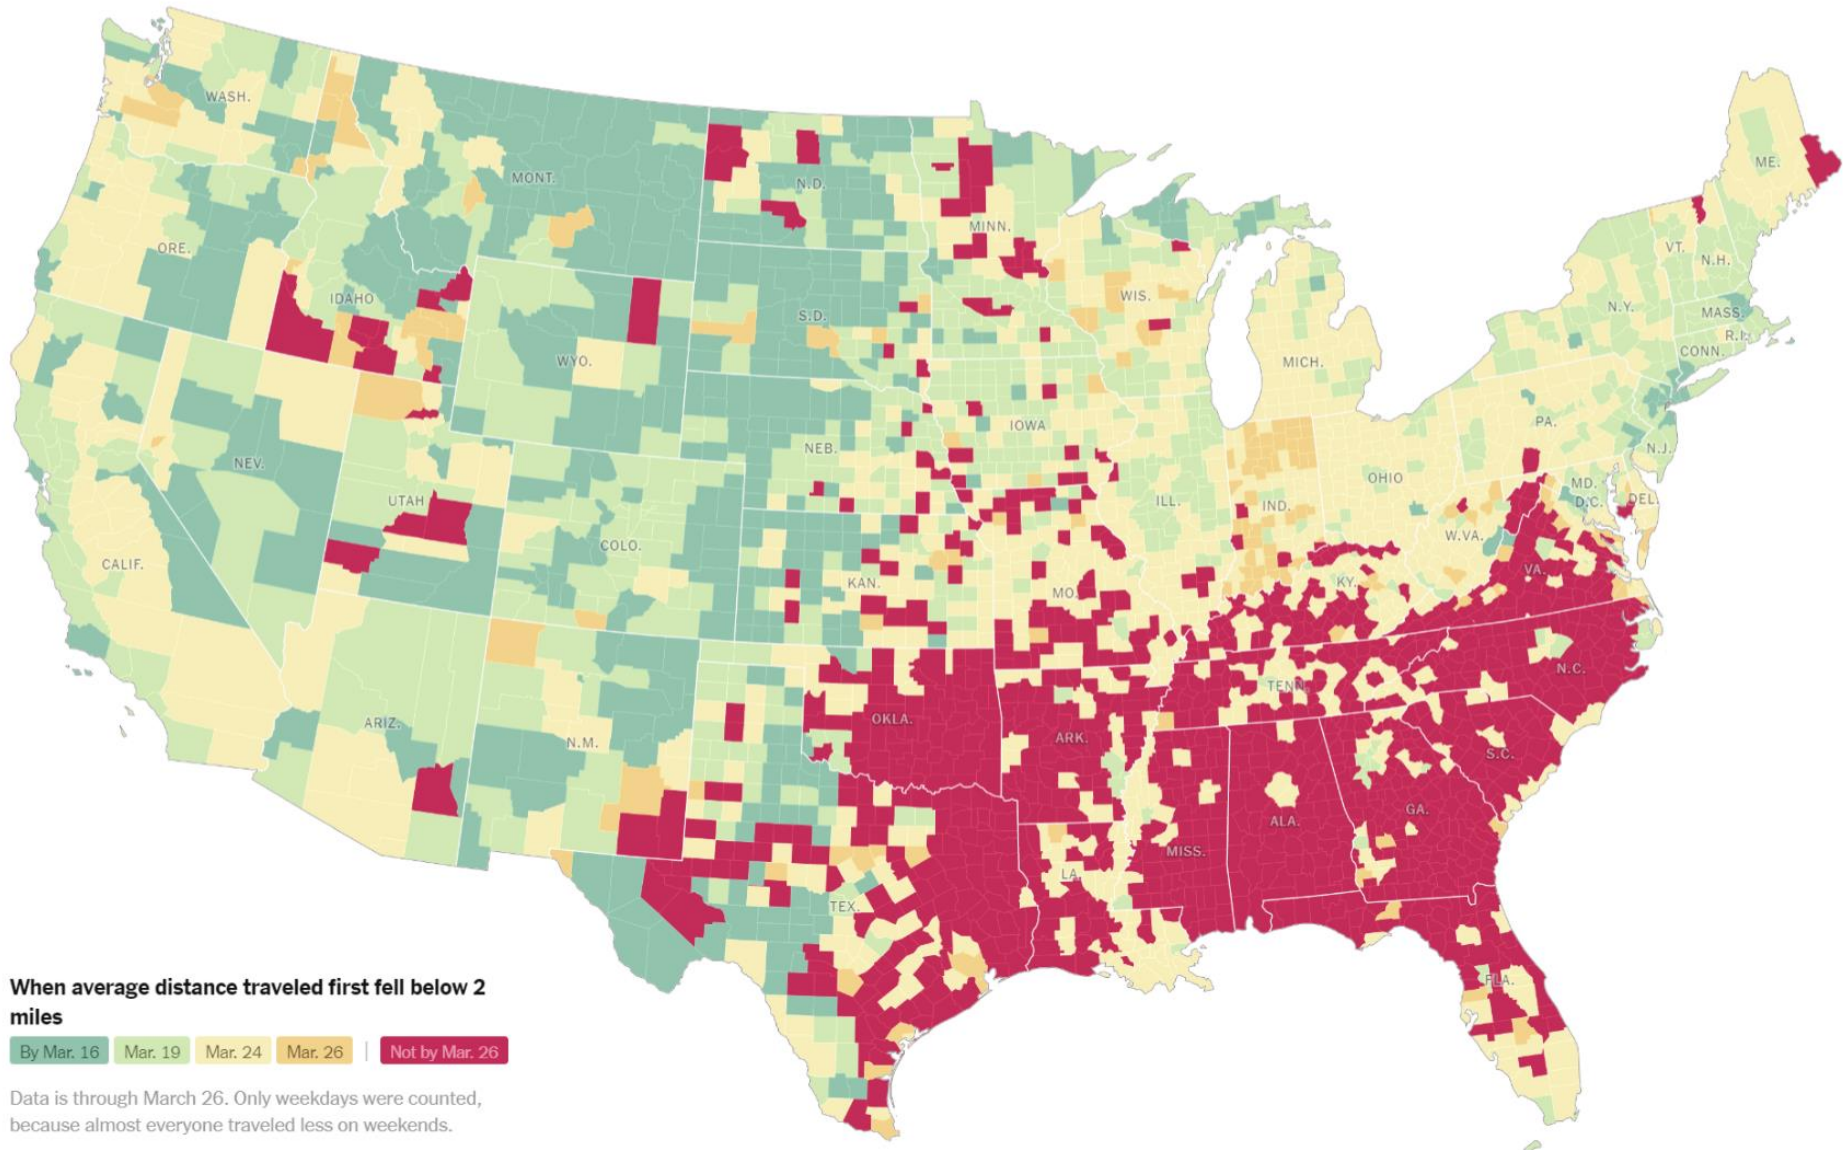 WASH.
MONT.
N.D.
MINN.
ME.
ORE.
IDAHO
S.D.
WIS.
VT.
N.H.
N.Y.
MASS.
R.I.
CONN.
WYO.
MICH.
IOWA
PA.
N.J.
NEV.
NEB.
UTAH
ILL.
IND.
OHIO
MD.
D.C.
DEL.
W.VA.
CALIF.
COLO.
KAN.
MO.
KY.
VA.
ARIZ.
N.M.
OKLA.
ARK.
TENN.
N.C.
S.C.
MISS.
ALA.
GA.
TEX.
LA.
FLA.
When average distance traveled first fell below 2
miles
By Mar. 16 Mar. 19 Mar. 24 Mar. 26 | Not by Mar. 26
Data is through March 26. Only weekdays were counted,
because almost everyone traveled less on weekends.